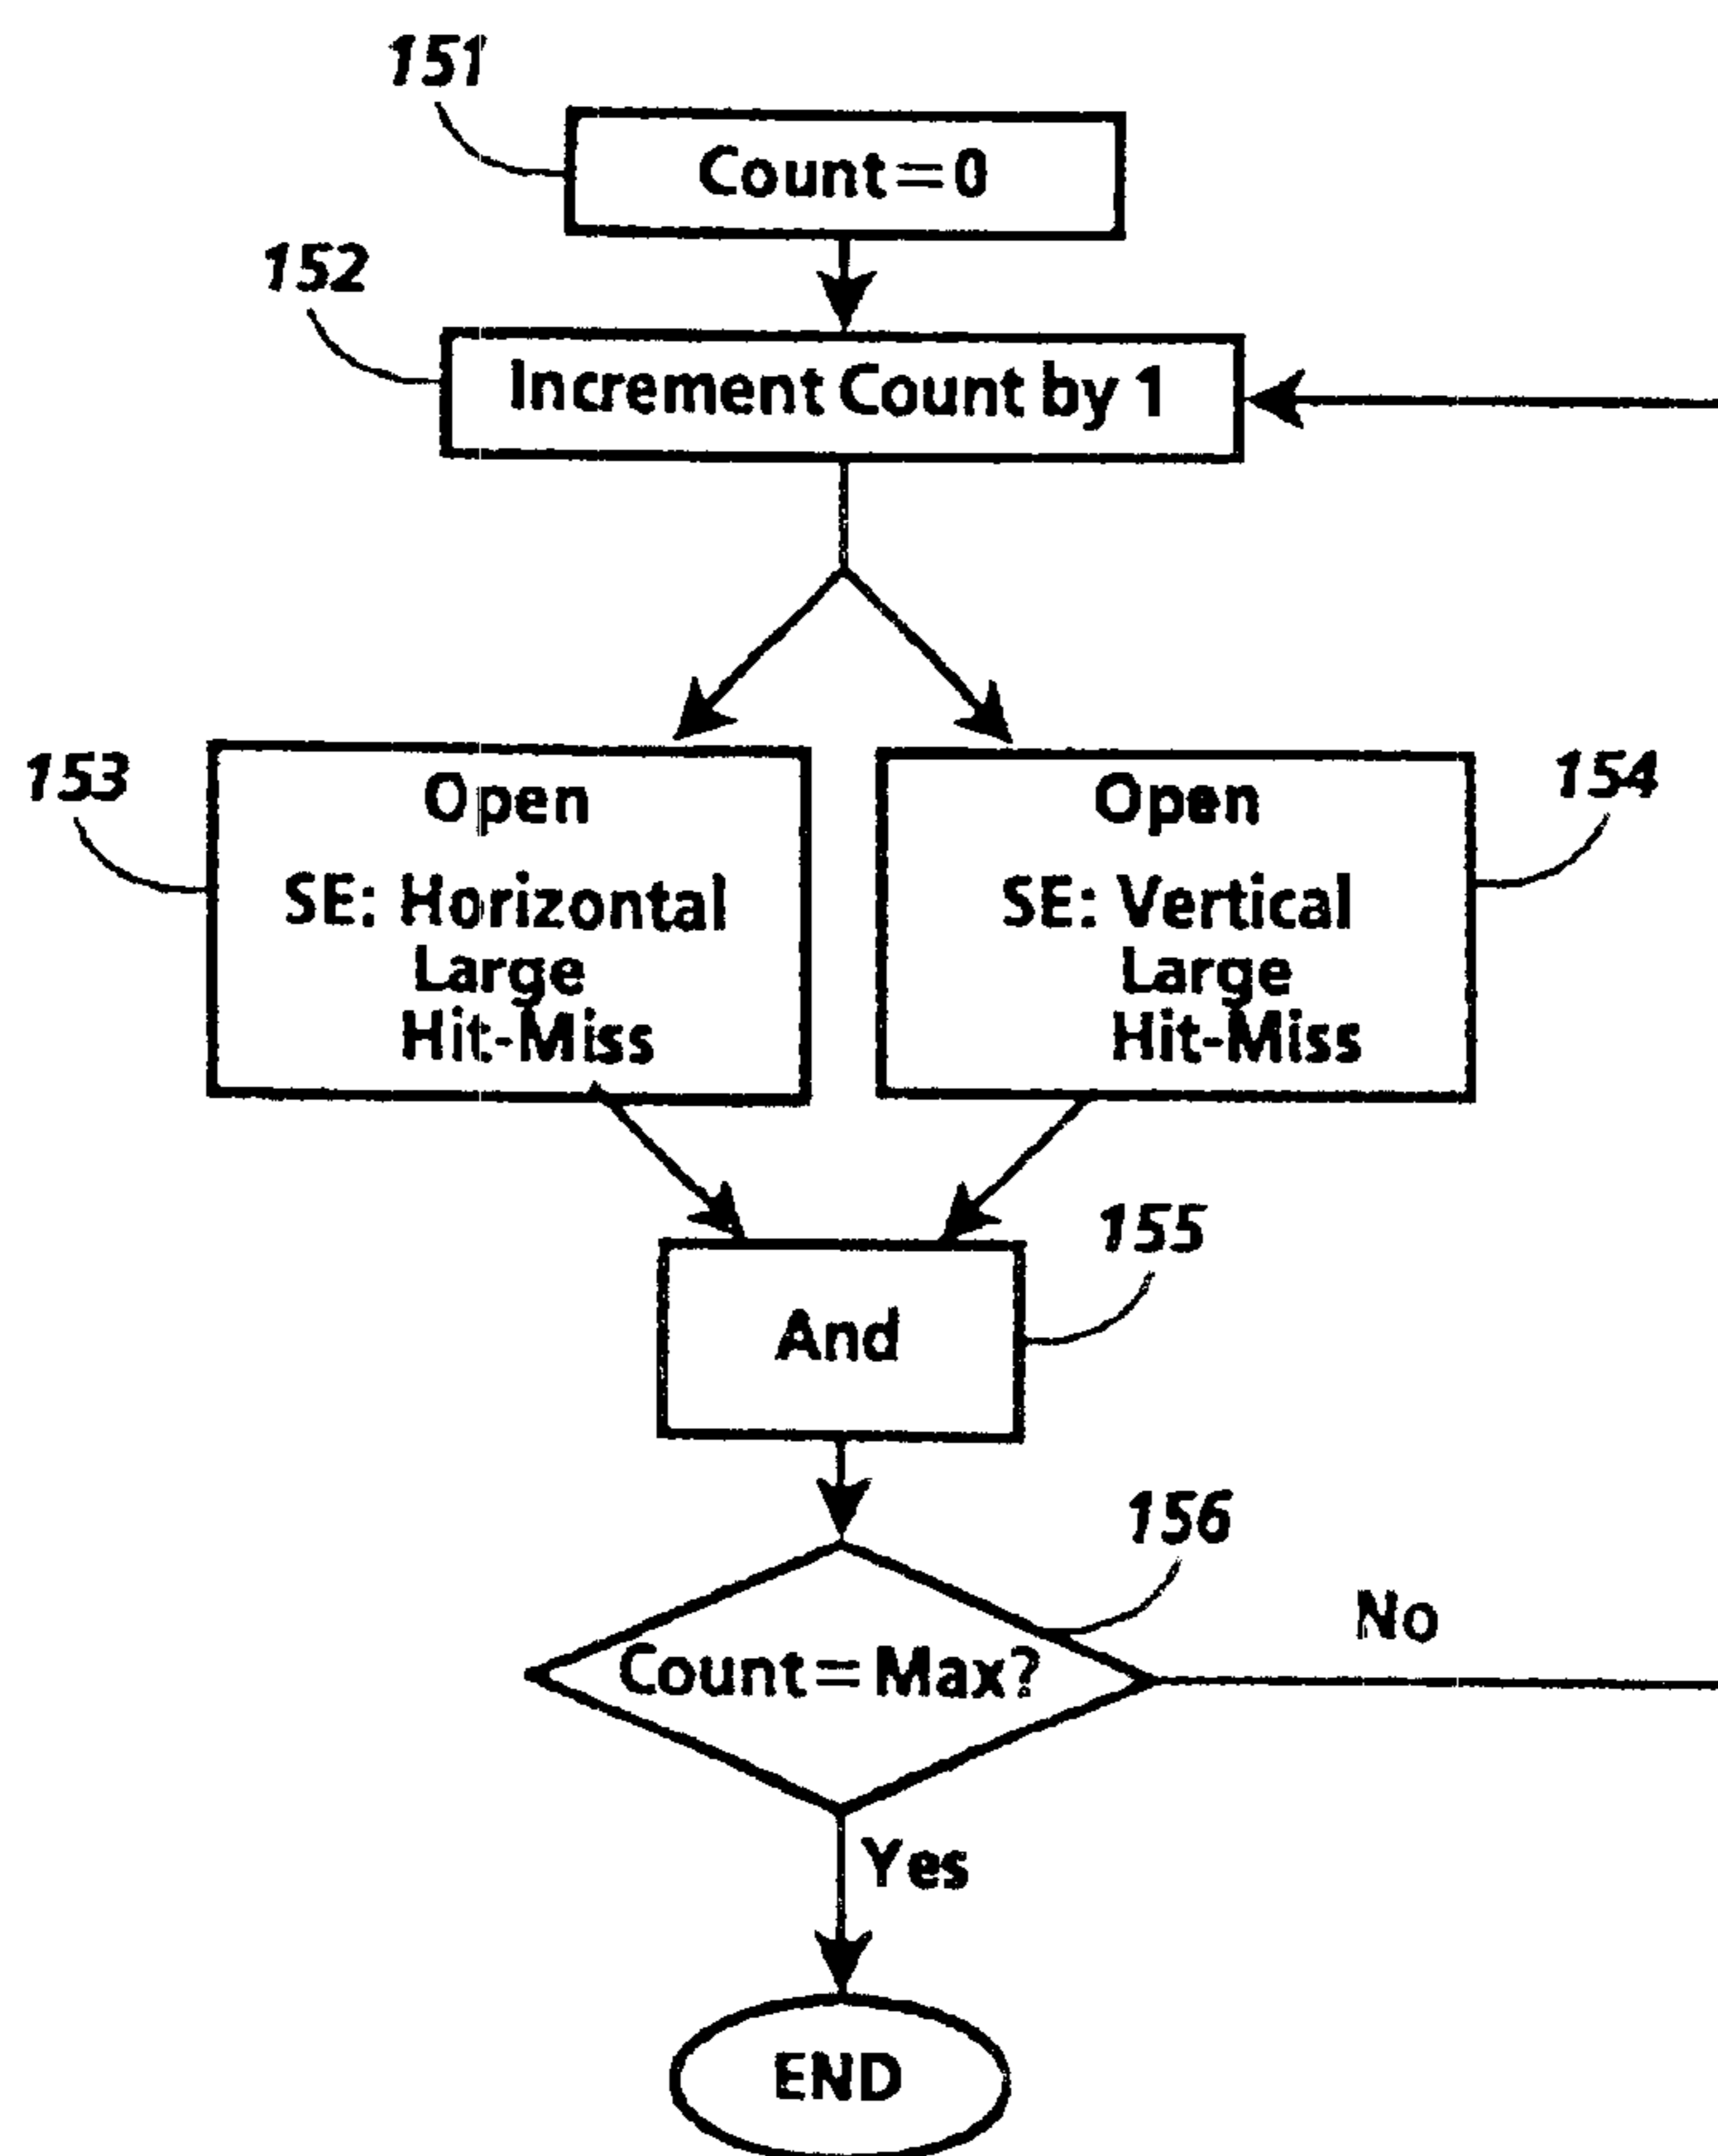 151
Count=0
152
Increment Count by 1
153
Open
SE: Horizontal
Large
Hit-Miss
154
Open
SE: Vertical
Large
Hit-Miss
155
And
156
Count=Max?
No
Yes
END